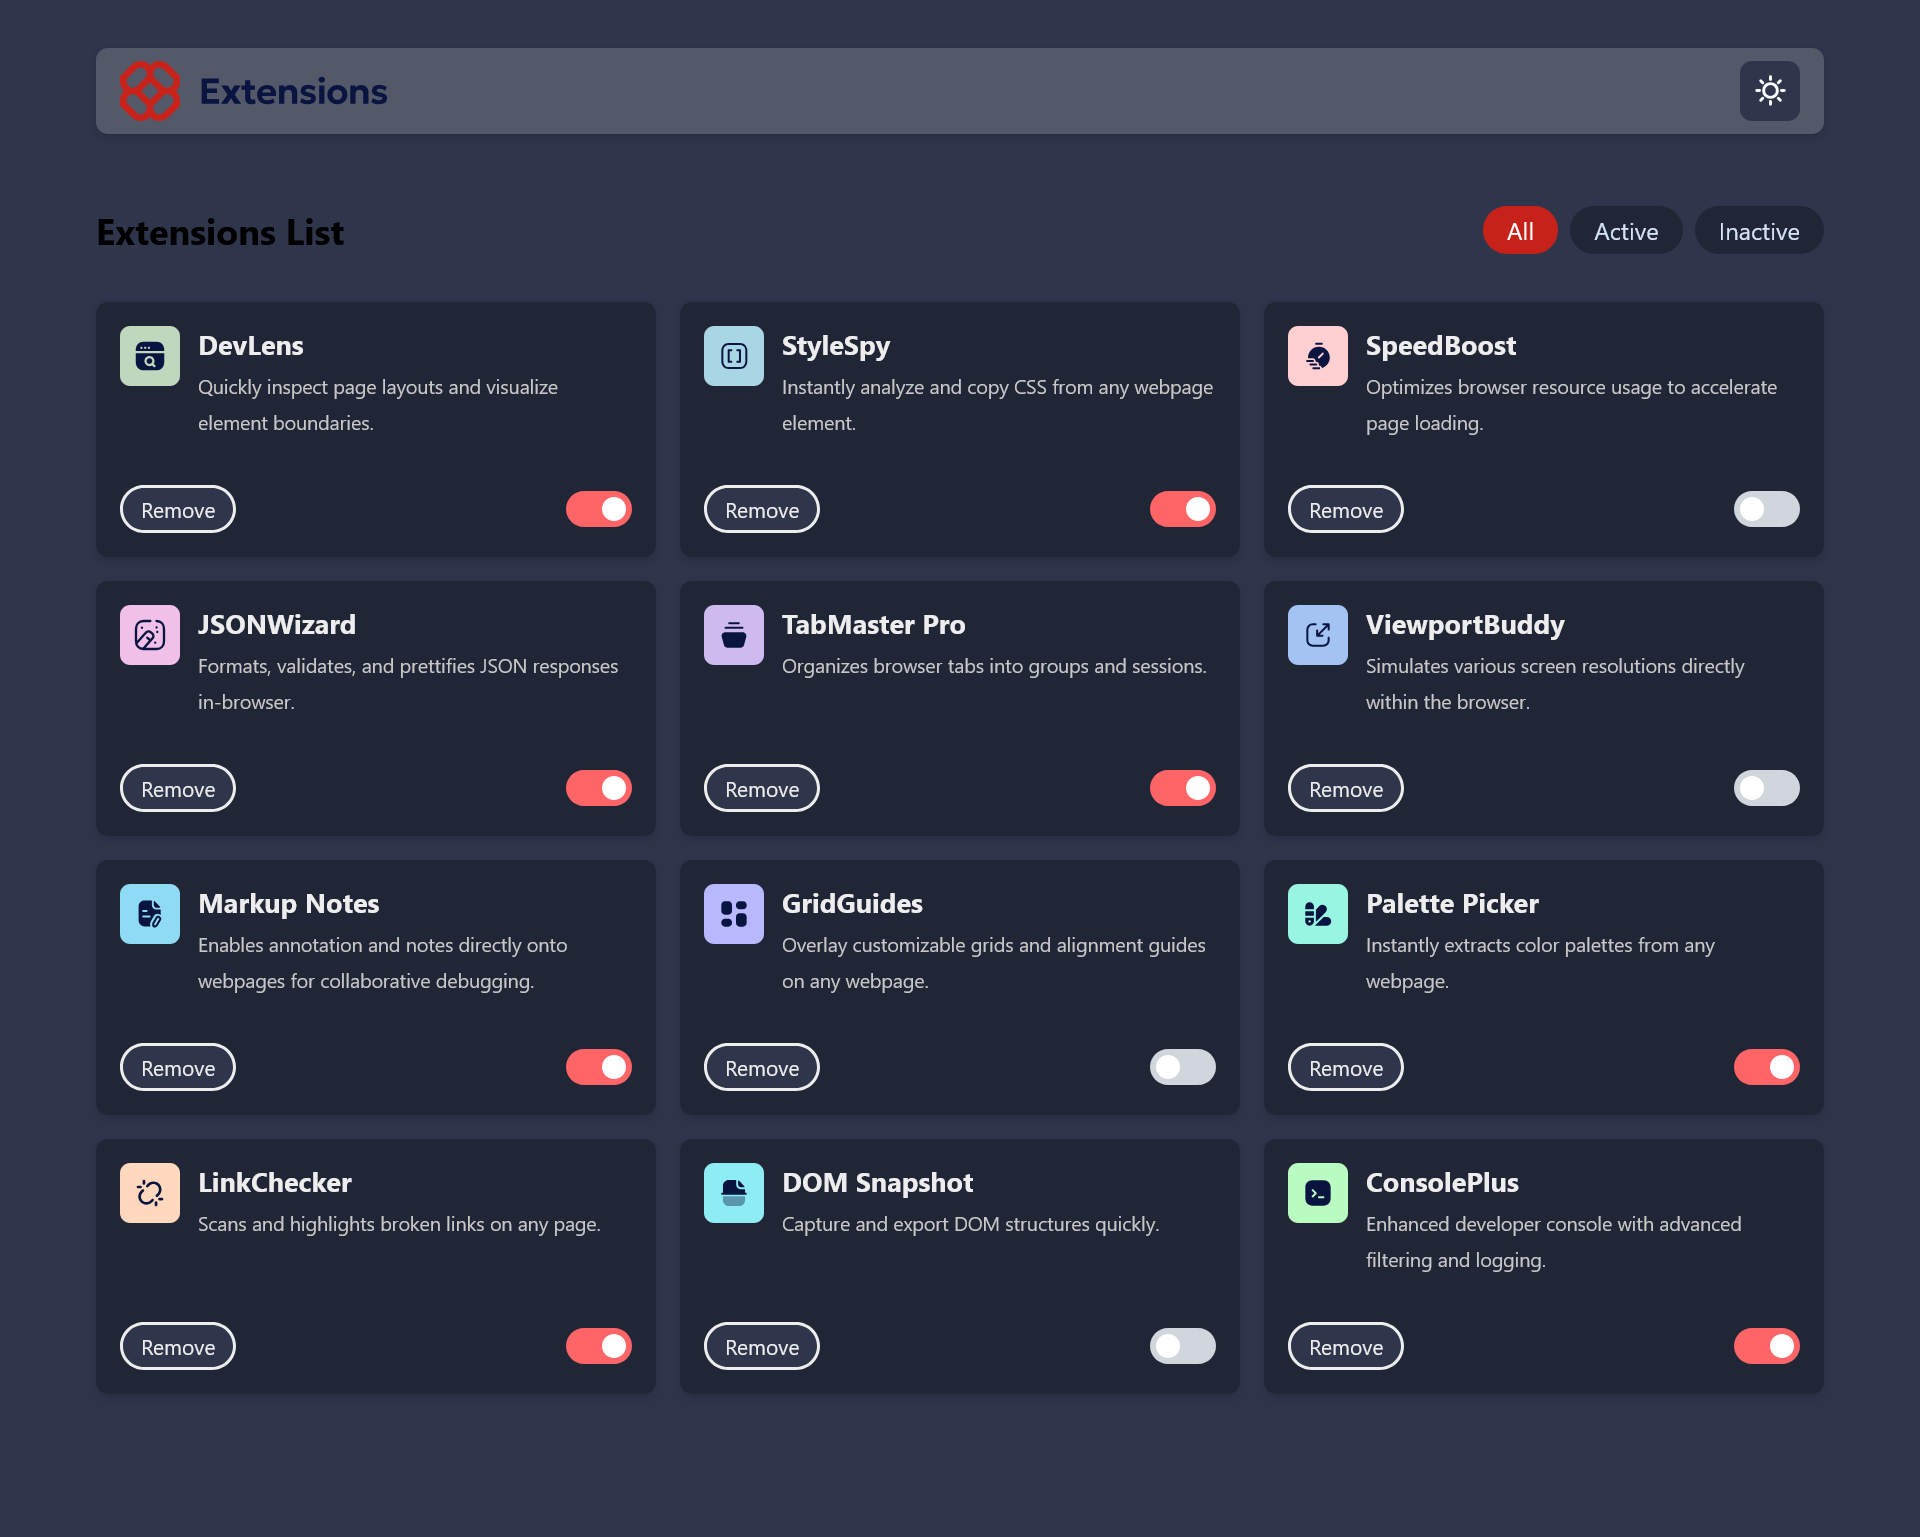 Extensions
Extensions List
All
Active
Inactive
DevLens
Quickly inspect page layouts and visualize
element boundaries.
Remove
StyleSpy
Instantly analyze and copy CSS from any webpage
element.
Remove
SpeedBoost
Optimizes browser resource usage to accelerate
page loading.
Remove
JSONWizard
Formats, validates, and prettifies JSON responses
in-browser.
Remove
TabMaster Pro
Organizes browser tabs into groups and sessions.
Remove
ViewportBuddy
Simulates various screen resolutions directly
within the browser.
Remove
Markup Notes
Enables annotation and notes directly onto
webpages for collaborative debugging.
Remove
GridGuides
Overlay customizable grids and alignment guides
on any webpage.
Remove
Palette Picker
Instantly extracts color palettes from any
webpage.
Remove
LinkChecker
Scans and highlights broken links on any page.
Remove
DOM Snapshot
Capture and export DOM structures quickly.
Remove
ConsolePlus
Enhanced developer console with advanced
filtering and logging.
Remove